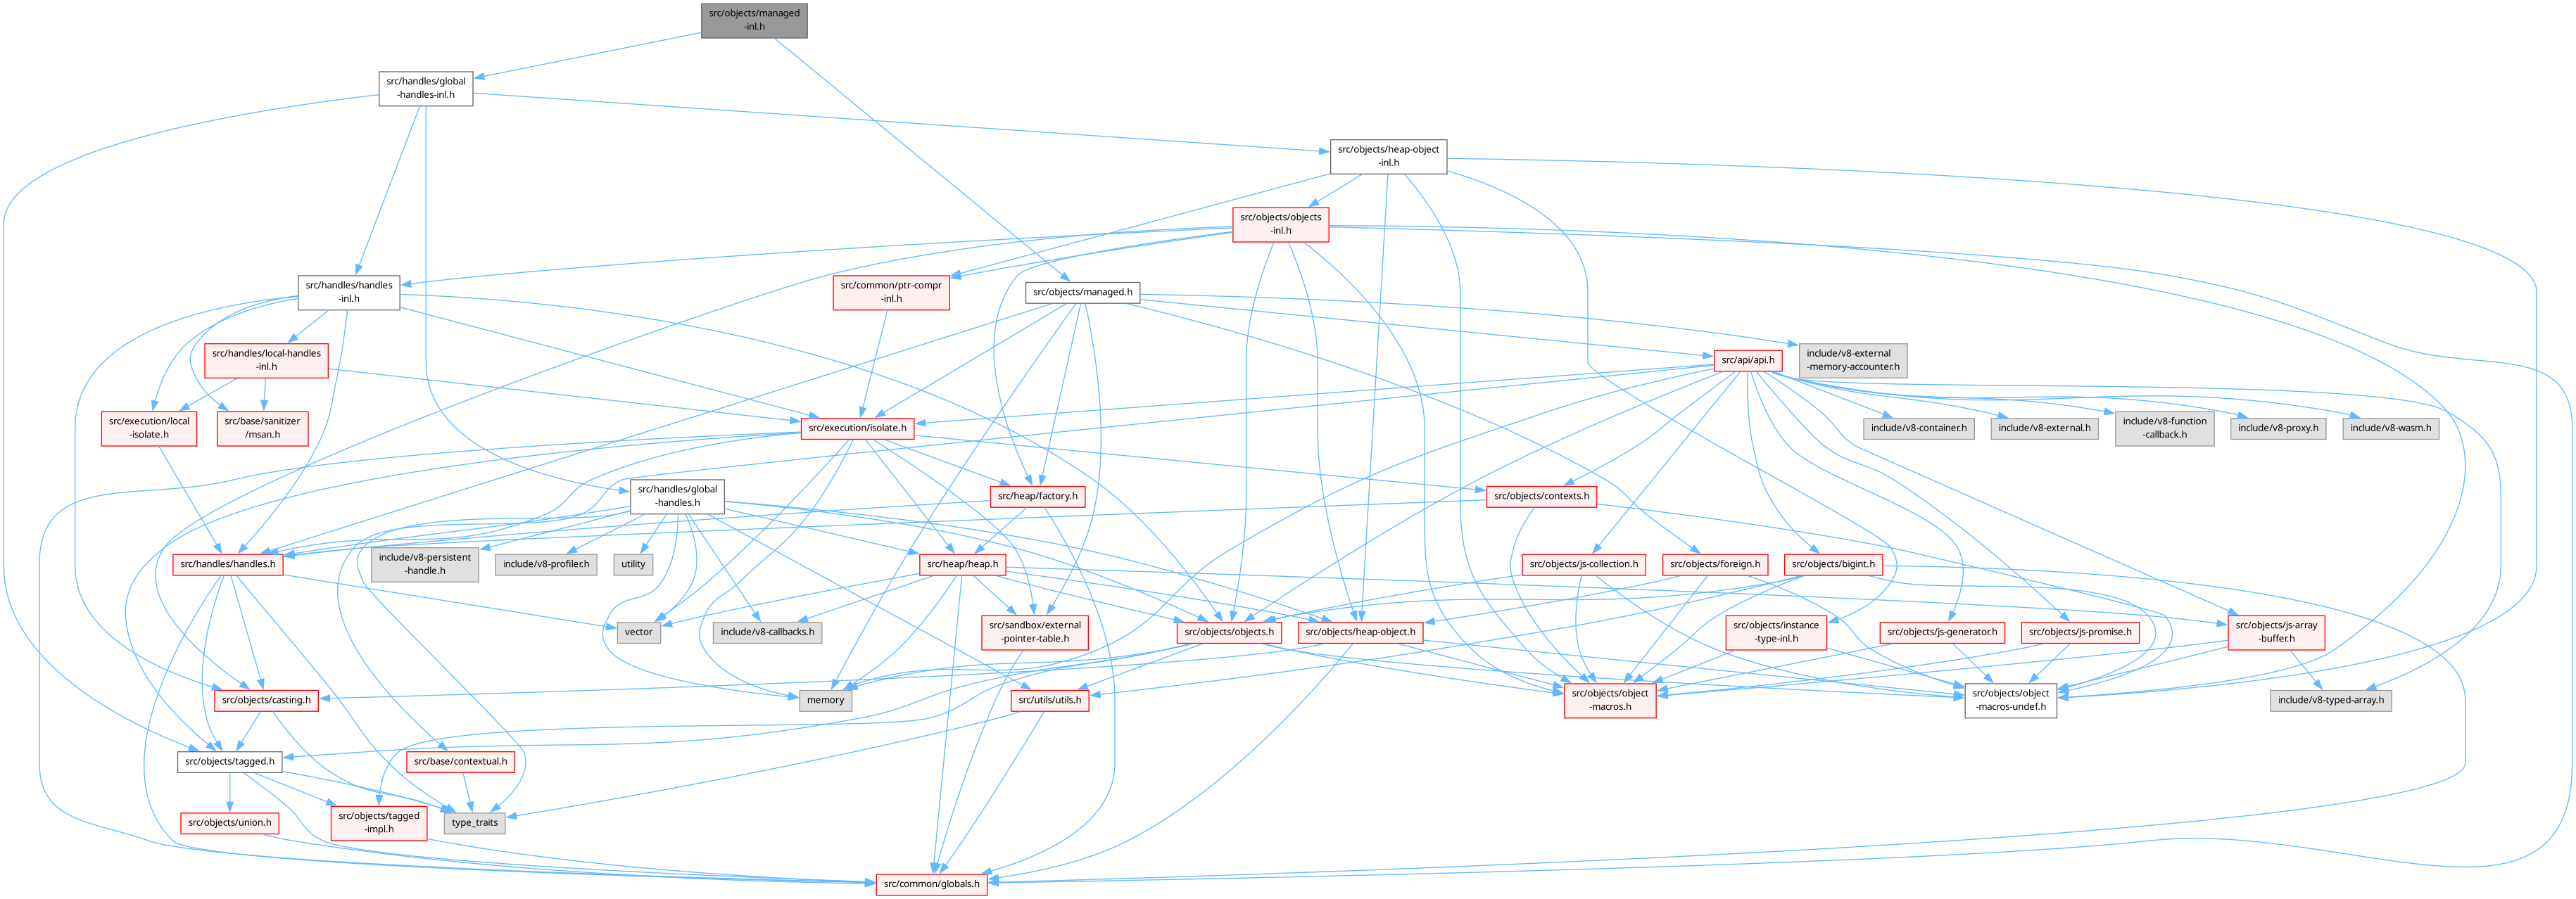 src/objects/managed
-inl.h
src/handles/global
-handles-inl.h
src/objects/heap-object
-inl.h
src/objects/objects
-inl.h
src/handles/handles
-inl.h
src/common/ptr-compr
-inl.h
src/objects/managed.h
src/handles/local-handles
-inl.h
src/api/api.h
include/v8-external
-memory-accounter.h
src/execution/local
-isolate.h
src/base/sanitizer
/msan.h
src/execution/isolate.h
include/v8-container.h
include/v8-external.h
include/v8-function
-callback.h
include/v8-proxy.h
include/v8-wasm.h
src/handles/global
-handles.h
src/heap/factory.h
src/objects/contexts.h
src/handles/handles.h
include/v8-persistent
-handle.h
include/v8-profiler.h
utility
src/heap/heap.h
src/objects/js-collection.h
src/objects/foreign.h
src/objects/bigint.h
vector
include/v8-callbacks.h
src/sandbox/external
-pointer-table.h
src/objects/objects.h
src/objects/heap-object.h
src/objects/instance
-type-inl.h
src/objects/js-generator.h
src/objects/js-promise.h
src/objects/js-array
-buffer.h
src/objects/casting.h
memory
src/utils/utils.h
src/objects/object
-macros.h
src/objects/object
-macros-undef.h
include/v8-typed-array.h
src/objects/tagged.h
src/base/contextual.h
src/objects/union.h
src/objects/tagged
-impl.h
type_traits
src/common/globals.h